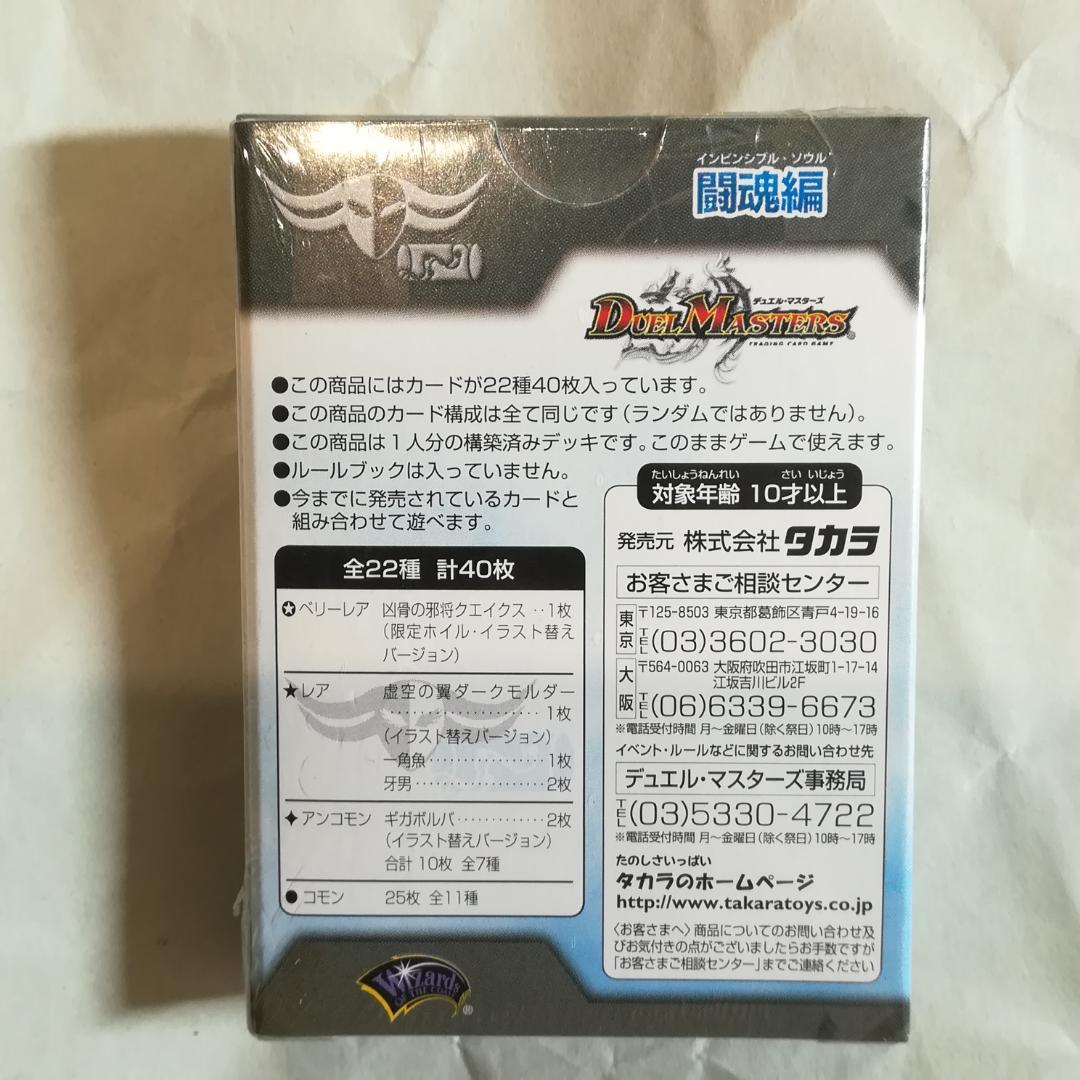 インビンシブル・ソウル
闘魂編
デュエル・マスターズ
DUEL MASTERS®
TRADING CARD GAME
●この商品にはカードが22種40枚入っています。
●この商品のカード構成は全て同じです（ランダムではありません）。
●この商品は1人分の構築済みデッキです。このままゲームで使えます。
●ルールブックは入っていません。
●今までに発売されているカードと
組み合わせて遊べます。
全22種 計40枚
ベリーレア 凶骨の邪将クエイクス‥1枚
（限定ホイル・イラスト替え
バージョン）
★レア 虚空の翼ダークモルダー
‥‥‥‥‥‥‥‥‥‥1枚
（イラスト替えバージョン）
一角魚‥‥‥‥‥‥‥1枚
牙男‥‥‥‥‥‥‥‥2枚
✦アンコモン ギガボルバ‥‥‥‥‥2枚
（イラスト替えバージョン）
合計 10枚 全7種
●コモン 25枚 全11種
たいしょうねんれい さい いじょう
対象年齢 10才以上
発売元 株式会社タカラ
お客さまご相談センター
東京 〒125-8503 東京都葛飾区青戸4-19-16
TEL(03)3602-3030
大阪 〒564-0063 大阪府吹田市江坂町1-17-14
江坂吉川ビル2F
TEL(06)6339-6673
※電話受付時間 月～金曜日(除く祭日)10時～17時
イベント・ルールなどに関するお問い合わせ先
デュエル・マスターズ事務局
TEL(03)5330-4722
※電話受付時間 月～金曜日(除く祭日)10時～17時
たのしさいっぱい
タカラのホームページ
http://www.takaratoys.co.jp
〈お客さまへ〉商品についてのお問い合わせ及
びお気付きの点がございましたらお手数ですが
「お客さまご相談センター」までご連絡ください
Wizards
OF THE COAST
®